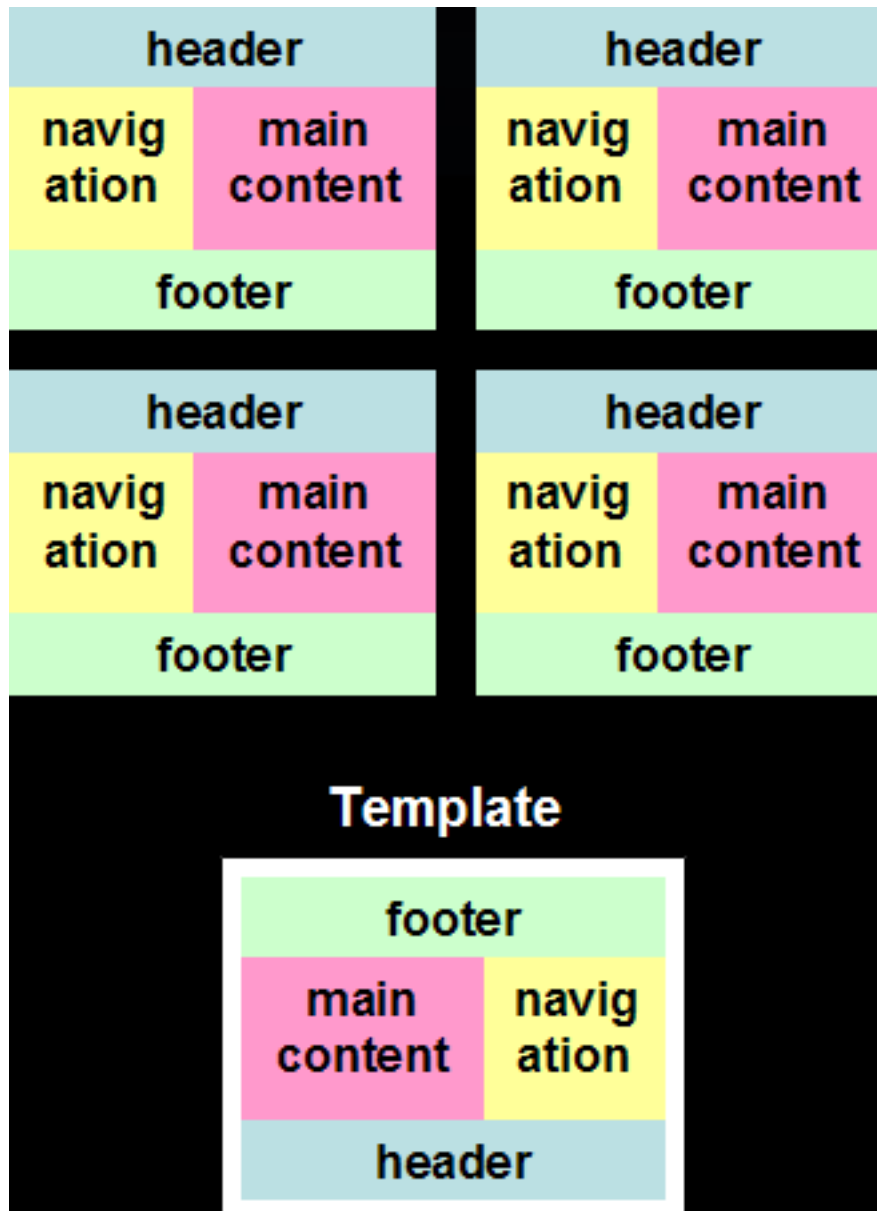 header header
navig main navig main
ation content ation content
footer footer
header header
navig main navig main
ation content ation content
footer footer
Template
footer
main navig
content ation
header